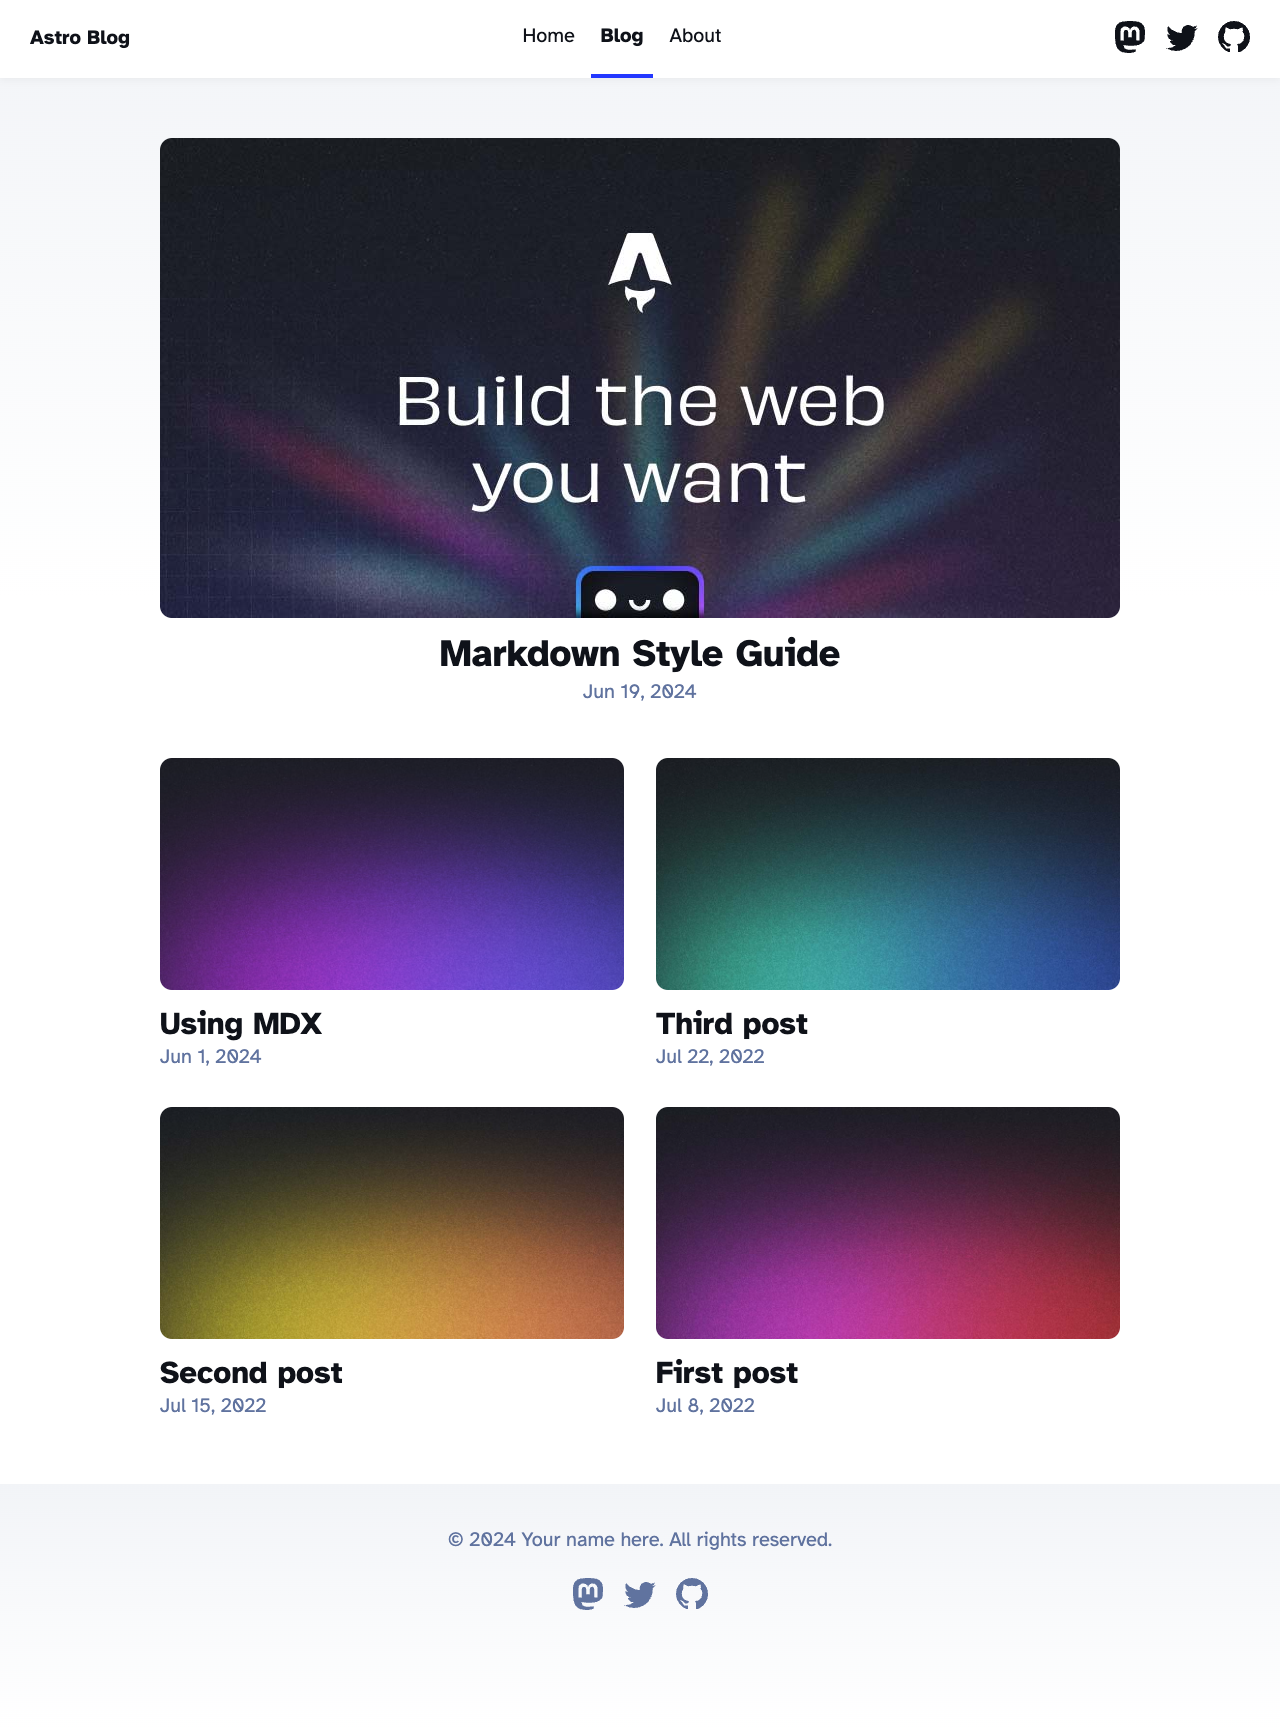 Astro Blog
Home Blog About
Build the web
you want
Markdown Style Guide
Jun 19, 2024
Using MDX
Jun 1, 2024
Third post
Jul 22, 2022
Second post
Jul 15, 2022
First post
Jul 8, 2022
© 2024 Your name here. All rights reserved.